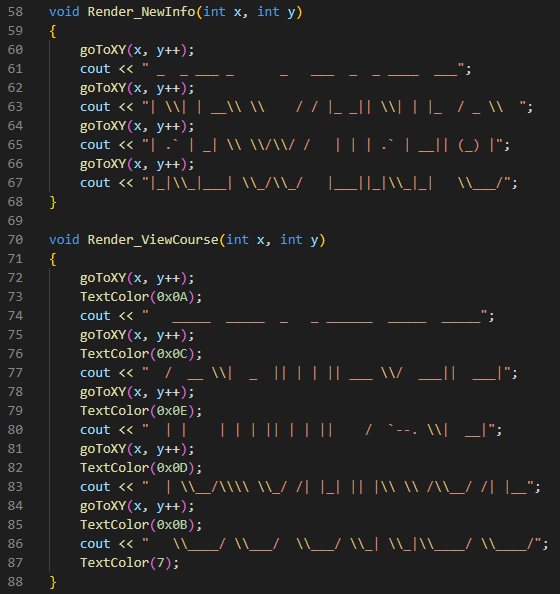 58 void Render_NewInfo(int x, int y)
59 {
60     goToXY(x, y++);
61     cout << " _  _ ___ _      _   ___  _  _ ____  ___";
62     goToXY(x, y++);
63     cout << "| \\| | __\\ \\    / / |_ _|| \\| | |_  / _ \\  ";
64     goToXY(x, y++);
65     cout << "| .` | _| \\ \\/\\/ /   | | | .` | __|| (_) |";
66     goToXY(x, y++);
67     cout << "|_|\\_|___| \\_/\\_/   |___||_|\\_|_|   \\___/";
68 }
69
70 void Render_ViewCourse(int x, int y)
71 {
72     goToXY(x, y++);
73     TextColor(0x0A);
74     cout << "   _____  _____  _   _ ______  _____  _____";
75     goToXY(x, y++);
76     TextColor(0x0C);
77     cout << "  /  __ \\|  _  || | | || ___ \\/  ___||  ___|";
78     goToXY(x, y++);
79     TextColor(0x0E);
80     cout << "  | |    | | | || | | ||    /  `--. \\|  __|";
81     goToXY(x, y++);
82     TextColor(0x0D);
83     cout << "  | \\__/\\\\ \\_/ /| |_| || |\\ \\ /\\__/ /| |__";
84     goToXY(x, y++);
85     TextColor(0x0B);
86     cout << "   \\____/ \\___/  \\___/ \\_| \\_|\\____/ \\____/";
87     TextColor(7);
88 }